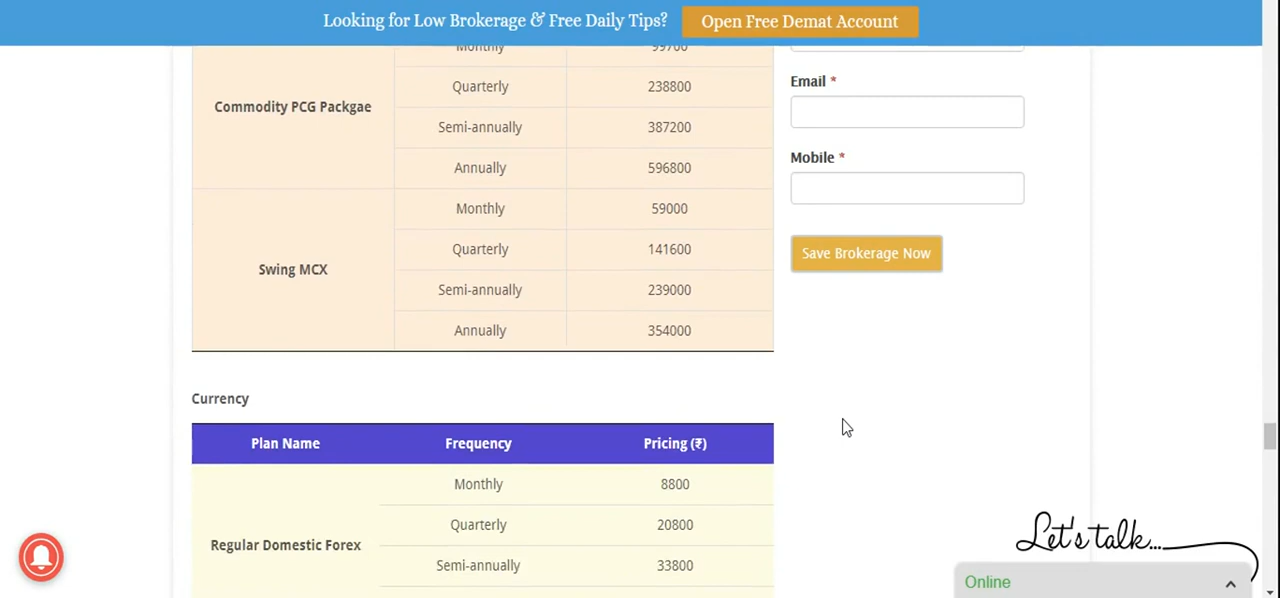 Looking for Low Brokerage & Free Daily Tips? Open Free Demat Account
Monthly 99700
Commodity PCG Packgae
Quarterly 238800
Semi-annually 387200
Annually 596800
Swing MCX
Monthly 59000
Quarterly 141600
Semi-annually 239000
Annually 354000
Currency
Plan Name Frequency Pricing (₹)
Regular Domestic Forex
Monthly 8800
Quarterly 20800
Semi-annually 33800
Email *
Mobile *
Save Brokerage Now
Let's talk...
Online